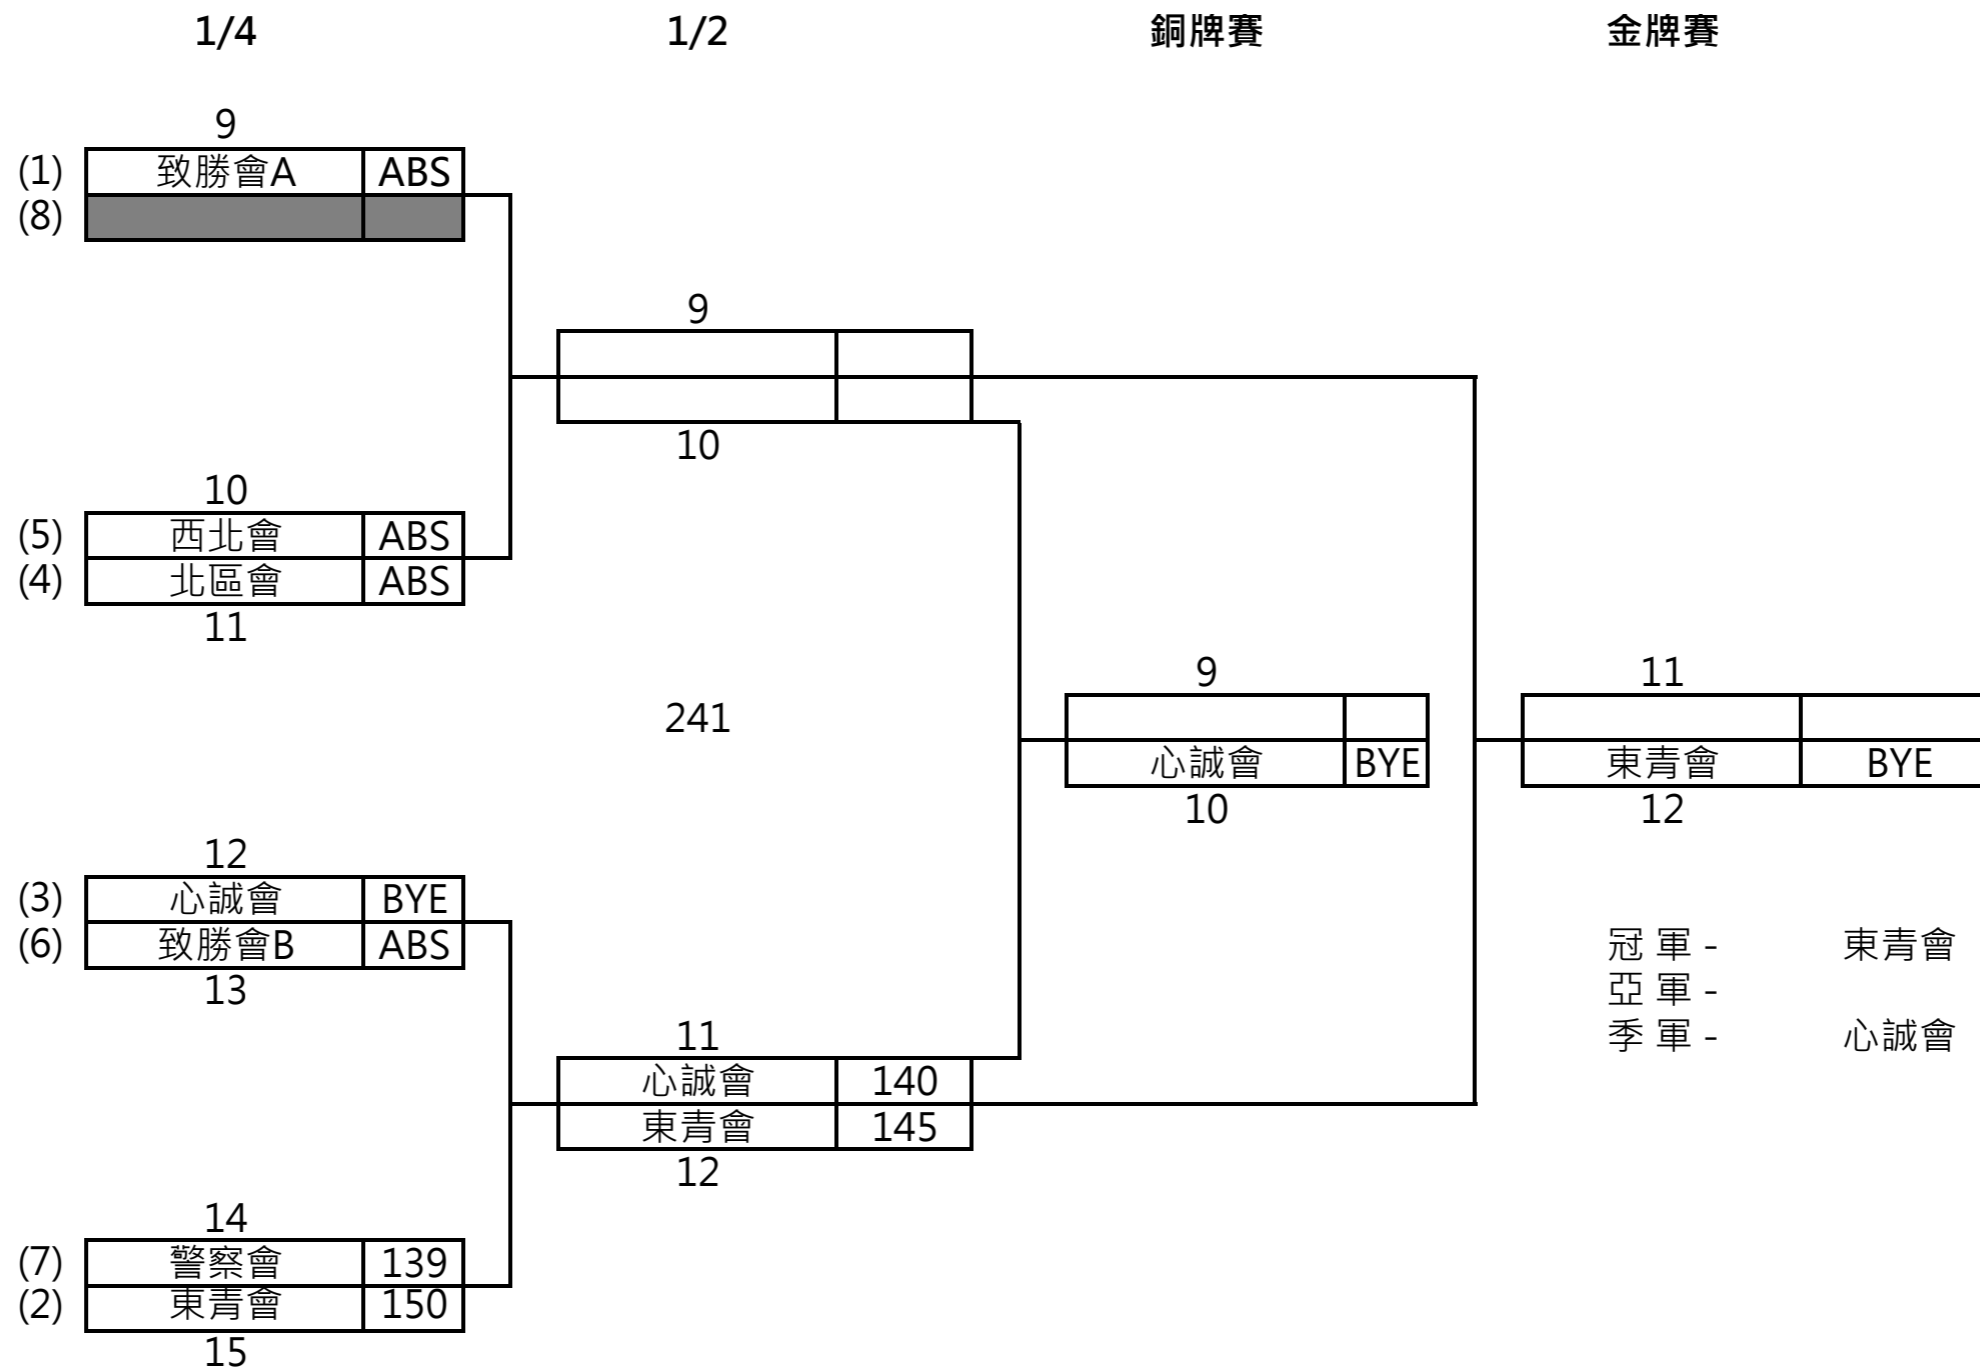 1/4 1/2 銅牌賽 金牌賽
9
(1) 致勝會A ABS
(8)
9
10
10
(5) 西北會 ABS
(4) 北區會 ABS
11
9 11
241
心誠會 BYE 東青會 BYE
10 12
12
(3) 心誠會 BYE
(6) 致勝會B ABS
13
冠 軍 - 東青會
亞 軍 -
季 軍 - 心誠會
11
心誠會 140
東青會 145
12
14
(7) 警察會 139
(2) 東青會 150
15